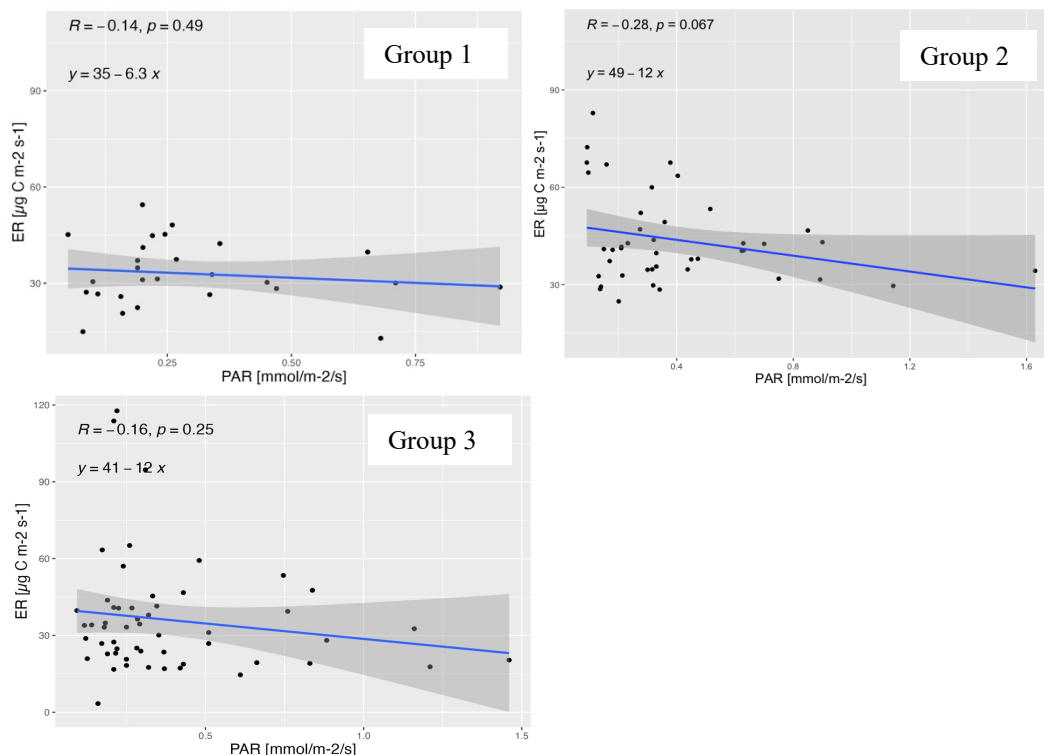 R = −0.14, p = 0.49
Group 1
y = 35 − 6.3 x
90
60
30
ER [µg C m-2 s-1]
0.25
0.50
0.75
PAR [mmol/m-2/s]
R = −0.28, p = 0.067
Group 2
y = 49 − 12 x
90
60
30
ER [µg C m-2 s-1]
0.4
0.8
1.2
1.6
PAR [mmol/m-2/s]
120
R = −0.16, p = 0.25
Group 3
y = 41 − 12 x
90
60
30
0
ER [µg C m-2 s-1]
0.5
1.0
1.5
PAR [mmol/m-2/s]